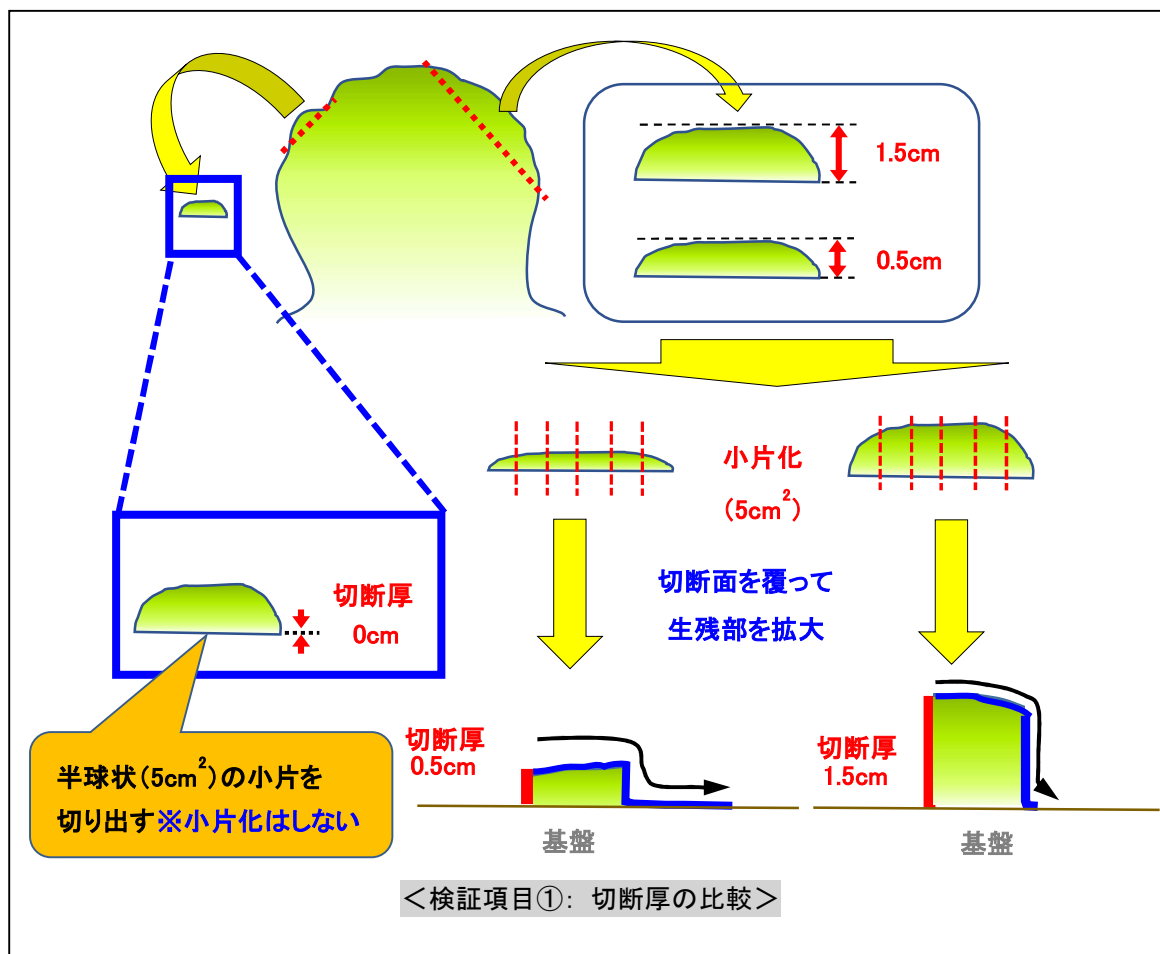 1.5cm
0.5cm
小片化
(5cm²)
切断面を覆って
生残部を拡大
切断厚
0cm
半球状(5cm²)の小片を
切り出す※小片化はしない
切断厚
0.5cm
基盤
切断厚
1.5cm
基盤
＜検証項目①: 切断厚の比較＞